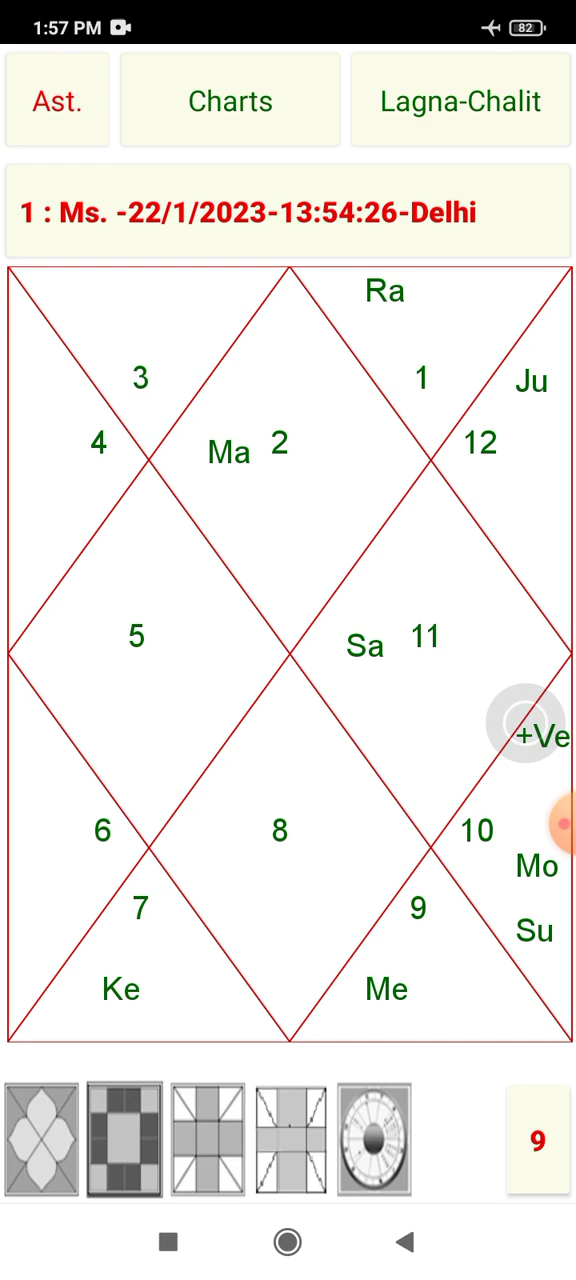 1:57 PM 82
Ast. Charts Lagna-Chalit
1 : Ms. -22/1/2023-13:54:26-Delhi
Ra
3 1 Ju
4 Ma 2 12
5 Sa 11
+Ve
6 8 10
Mo
7 9
Su
Ke Me
9